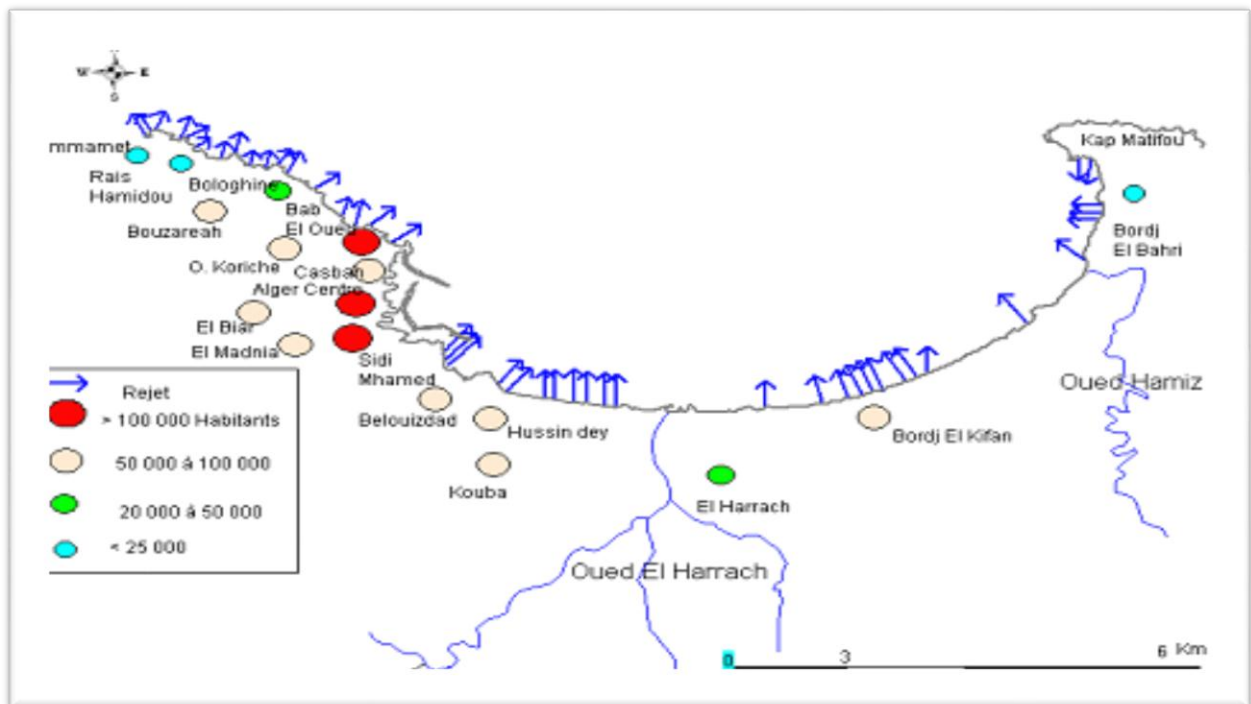 W E
S
mmamet
Rais
Hamidou
Bologhine
Bouzareah
Bab
El Oued
O. Koriche
Casbah
Alger Centre
El Biar
El Madnia
Sidi
Mhamed
Belouizdad
Hussin dey
Kouba
El Harrach
Oued El Harrach
Bordj El Kifan
Oued Hamiz
Kap Matifou
Bordj
El Bahri
Rejet
> 100 000 Habitants
50 000 á 100 000
20 000 á 50 000
< 25 000
0 3 6 Km